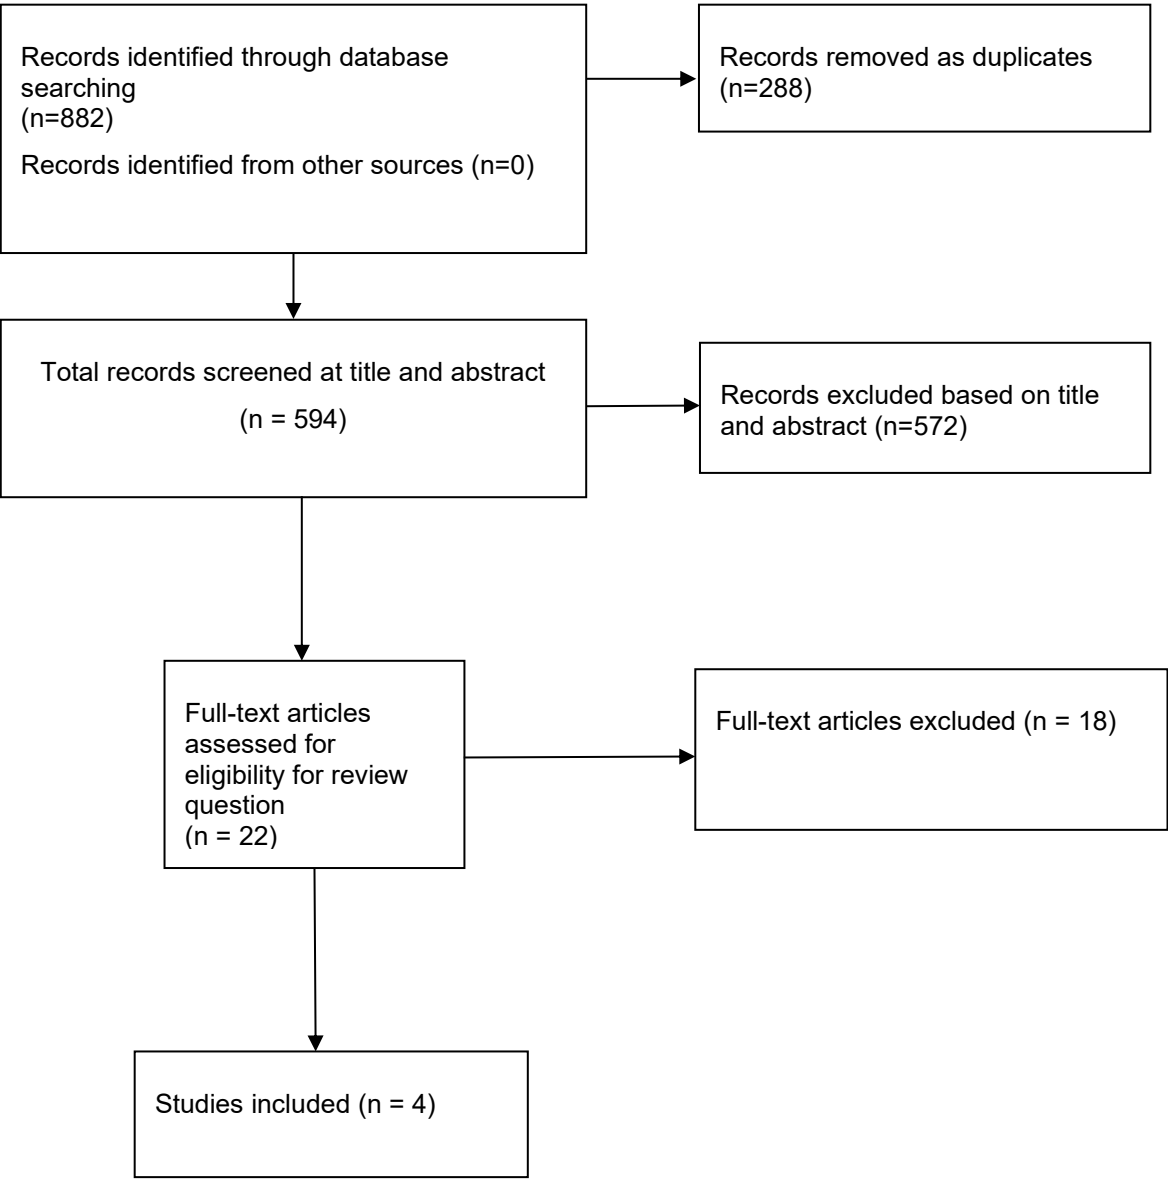 Records identified through database
searching
(n=882)
Records identified from other sources (n=0)
Records removed as duplicates
(n=288)
Total records screened at title and abstract
(n = 594)
Records excluded based on title
and abstract (n=572)
Full-text articles
assessed for
eligibility for review
question
(n = 22)
Full-text articles excluded (n = 18)
Studies included (n = 4)